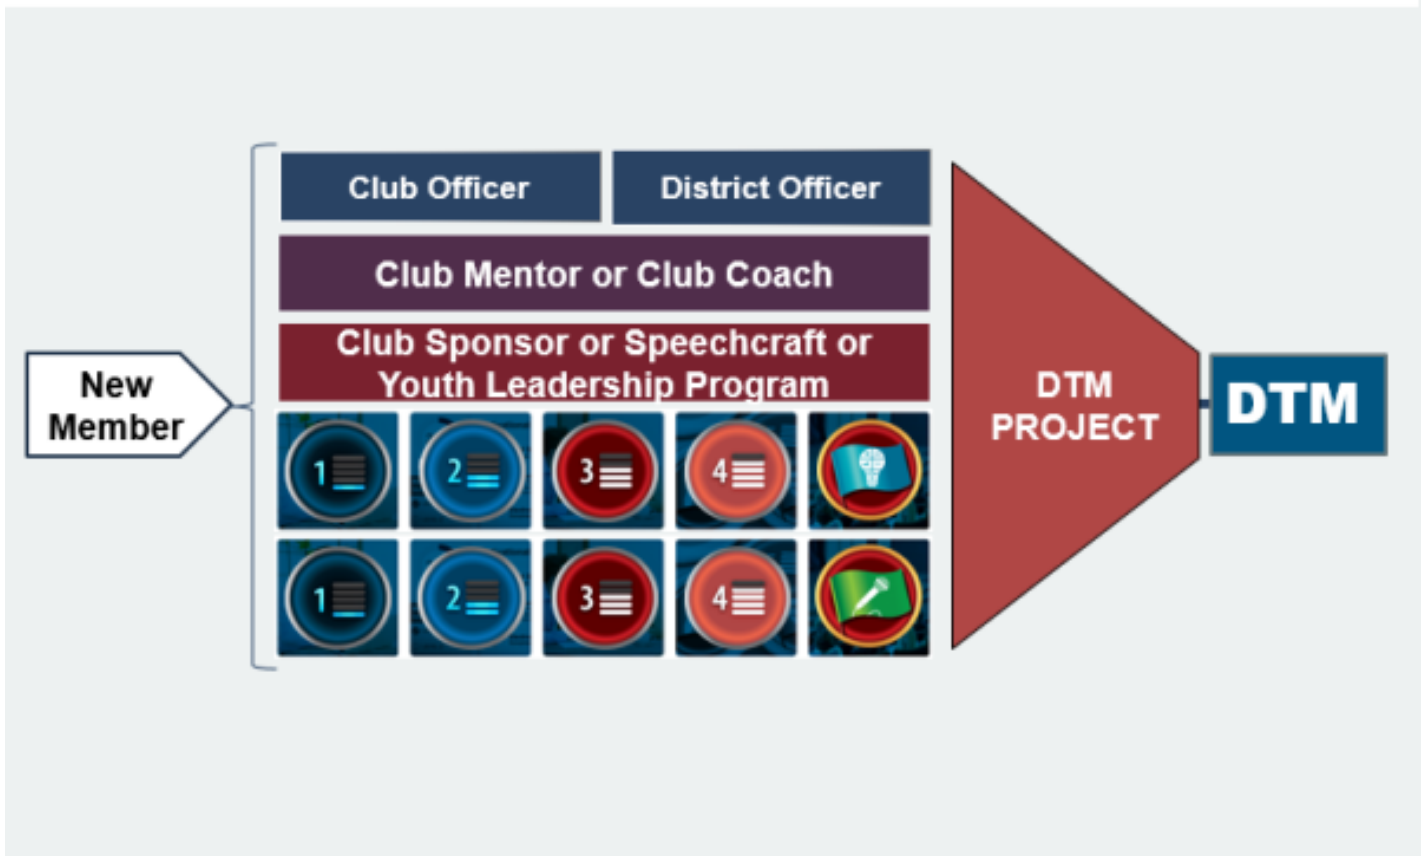 New
Member
Club Officer
District Officer
Club Mentor or Club Coach
Club Sponsor or Speechcraft or
Youth Leadership Program
1
2
3
4
1
2
3
4
DTM
PROJECT
DTM